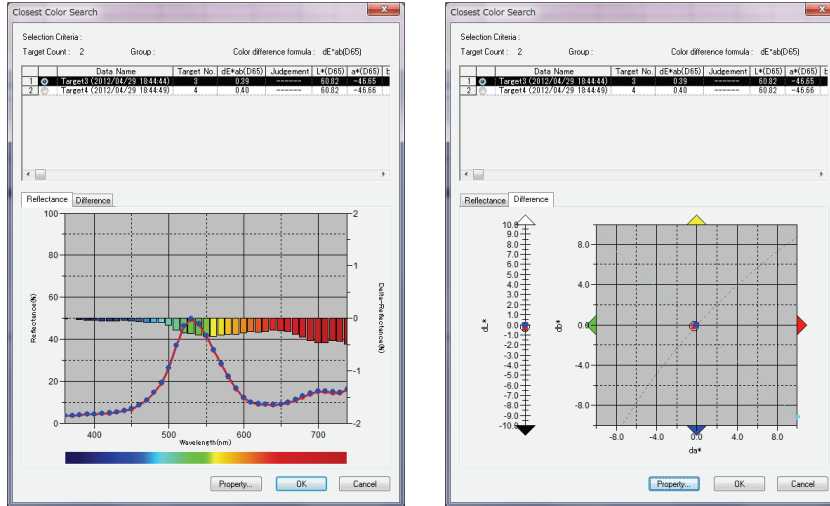 Closest Color Search
Selection Criteria :
Target Count : 2 Group : Color difference formula : dE*ab(D65)
Data Name Target No. dE*ab(D65) Judgement L*(D65) a*(D65)
1 Target3 (2012/04/29 18:44:44) 3 0.39 ------ 60.82 -46.65
2 Target4 (2012/04/29 18:44:49) 4 0.40 ------ 60.82 -46.66
Reflectance Difference
100 2
80 1
60 0
40 -1
20
0 -2
Reflectance(%)
Delta-Reflectance(%)
400 500 600 700
Wavelength(nm)
Property... OK Cancel
Closest Color Search
Selection Criteria :
Target Count : 2 Group : Color difference formula : dE*ab(D65)
Data Name Target No. dE*ab(D65) Judgement L*(D65) a*(D65)
1 Target3 (2012/04/29 18:44:44) 3 0.39 ------ 60.82 -46.65
2 Target4 (2012/04/29 18:44:49) 4 0.40 ------ 60.82 -46.66
Reflectance Difference
10.0
9.0
8.0
7.0
6.0
5.0
4.0
3.0
2.0
1.0
0.0
-1.0
-2.0
-3.0
-4.0
-5.0
-6.0
-7.0
-8.0
-9.0
-10.0
dL*
8.0
4.0
0.0
-4.0
-8.0
db*
-8.0 -4.0 0.0 4.0 8.0
da*
Property... OK Cancel